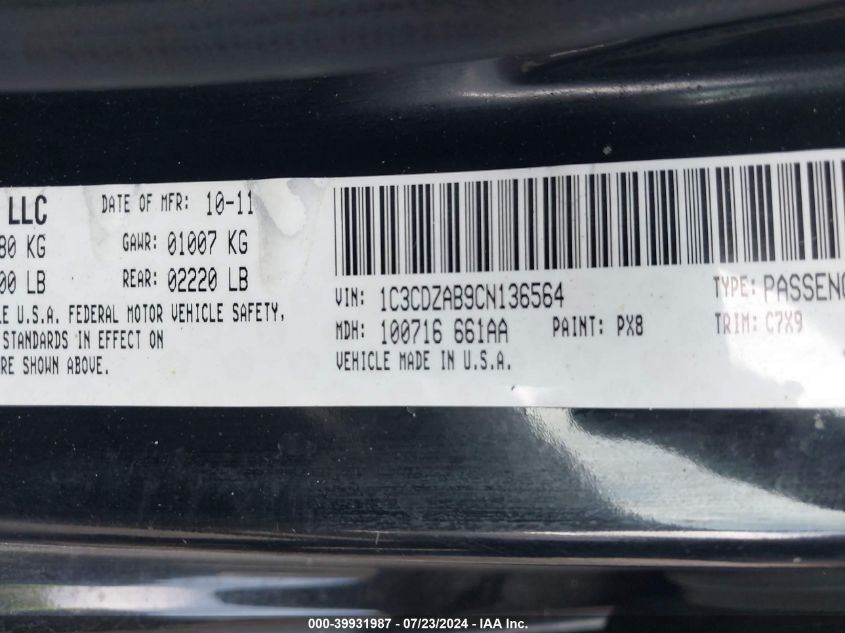 LLC
DATE OF MFR: 10-11
80 KG
GAWR: 01007 KG
00 LB
REAR: 02220 LB
LE U.S.A. FEDERAL MOTOR VEHICLE SAFETY,
STANDARDS IN EFFECT ON
RE SHOWN ABOVE.
VIN: 1C3CDZAB9CN136564
TYPE: PASSENG
MDH: 100716 661AA
PAINT: PX8
TRIM: C7X9
VEHICLE MADE IN U.S.A.
000-39931987 - 07/23/2024 - IAA Inc.